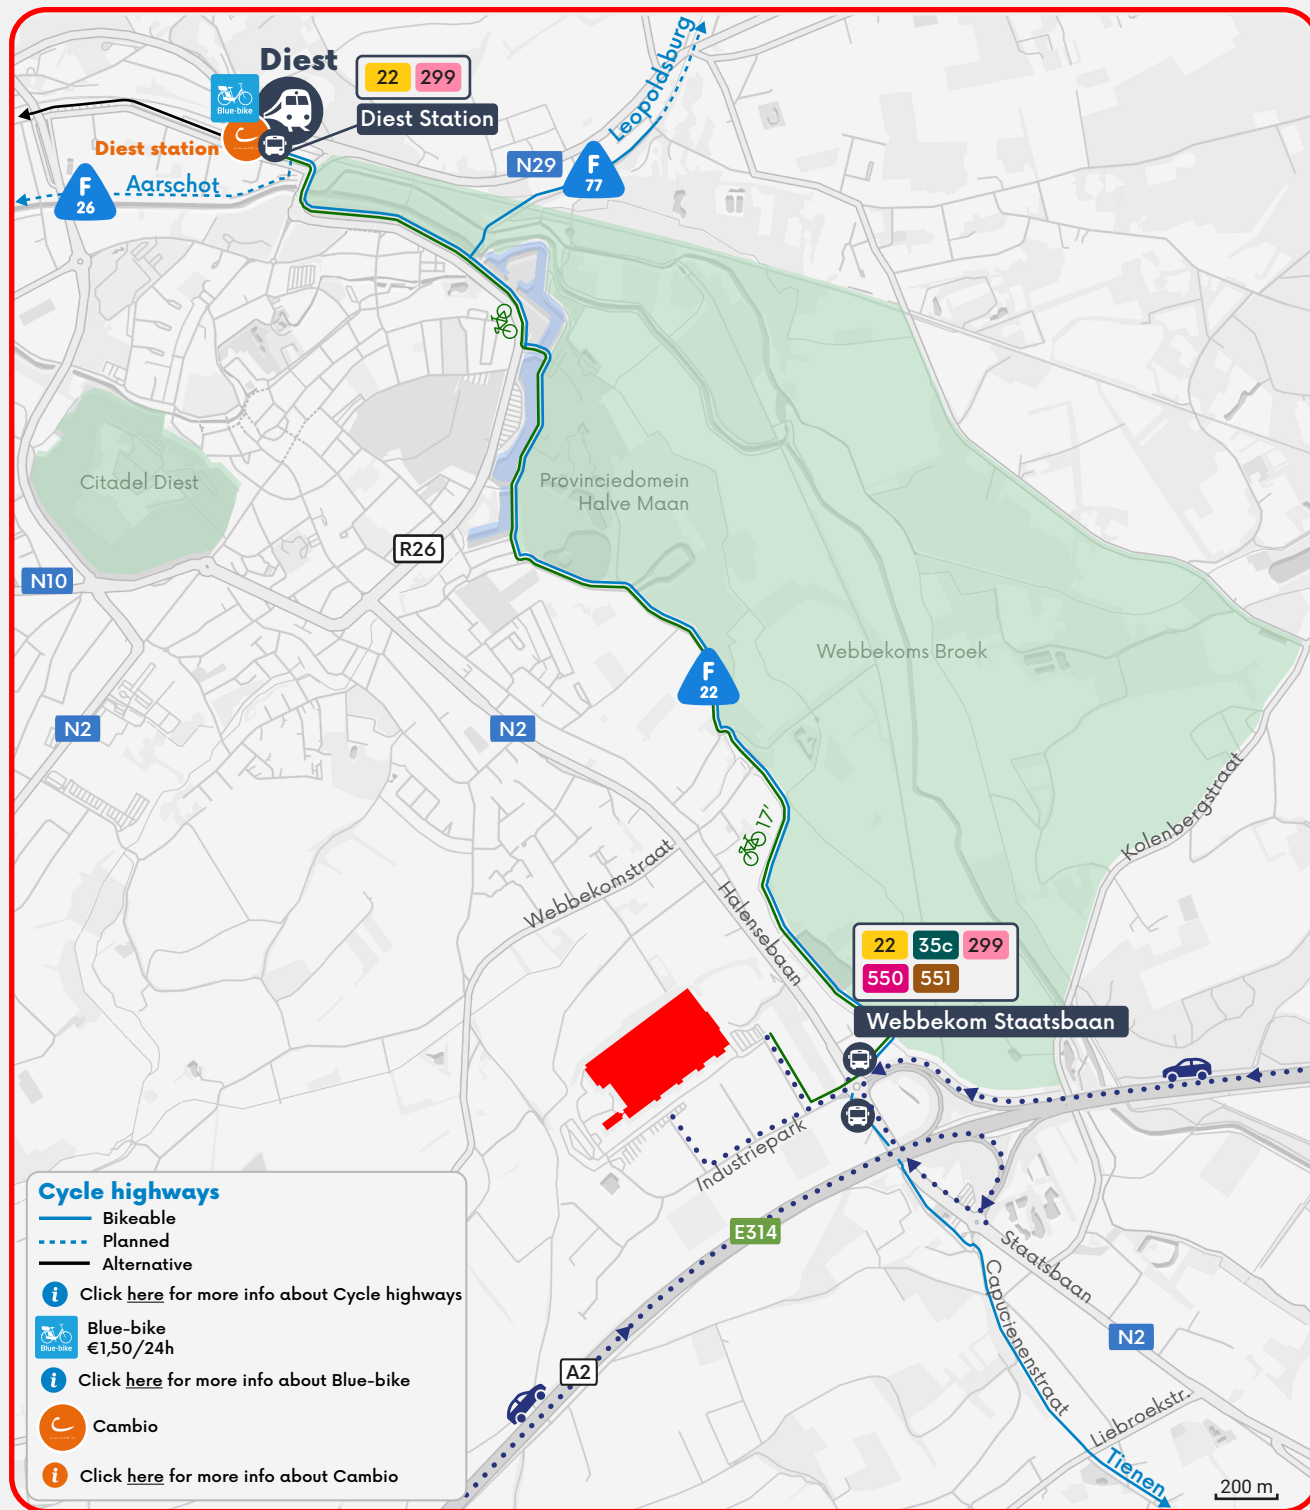 Diest
22 299
Diest Station
Blue-bike
Diest station
Aarschot
F
26
Leopoldsburg
N29
F
77
Citadel Diest
Provinciedomein
Halve Maan
R26
N10
Webbekoms Broek
F
22
N2
N2
Kolenbergstraat
17'
Webbekomstraat
Halensebaan
22 35c 299
550 551
Webbekom Staatsbaan
Industriepark
E314
Staatsbaan
Capucienenstraat
N2
A2
Liebroekstr.
Tienen
200 m
Cycle highways
Bikeable
Planned
Alternative
i Click here for more info about Cycle highways
Blue-bike
Blue-bike
€1,50/24h
i Click here for more info about Blue-bike
Cambio
i Click here for more info about Cambio